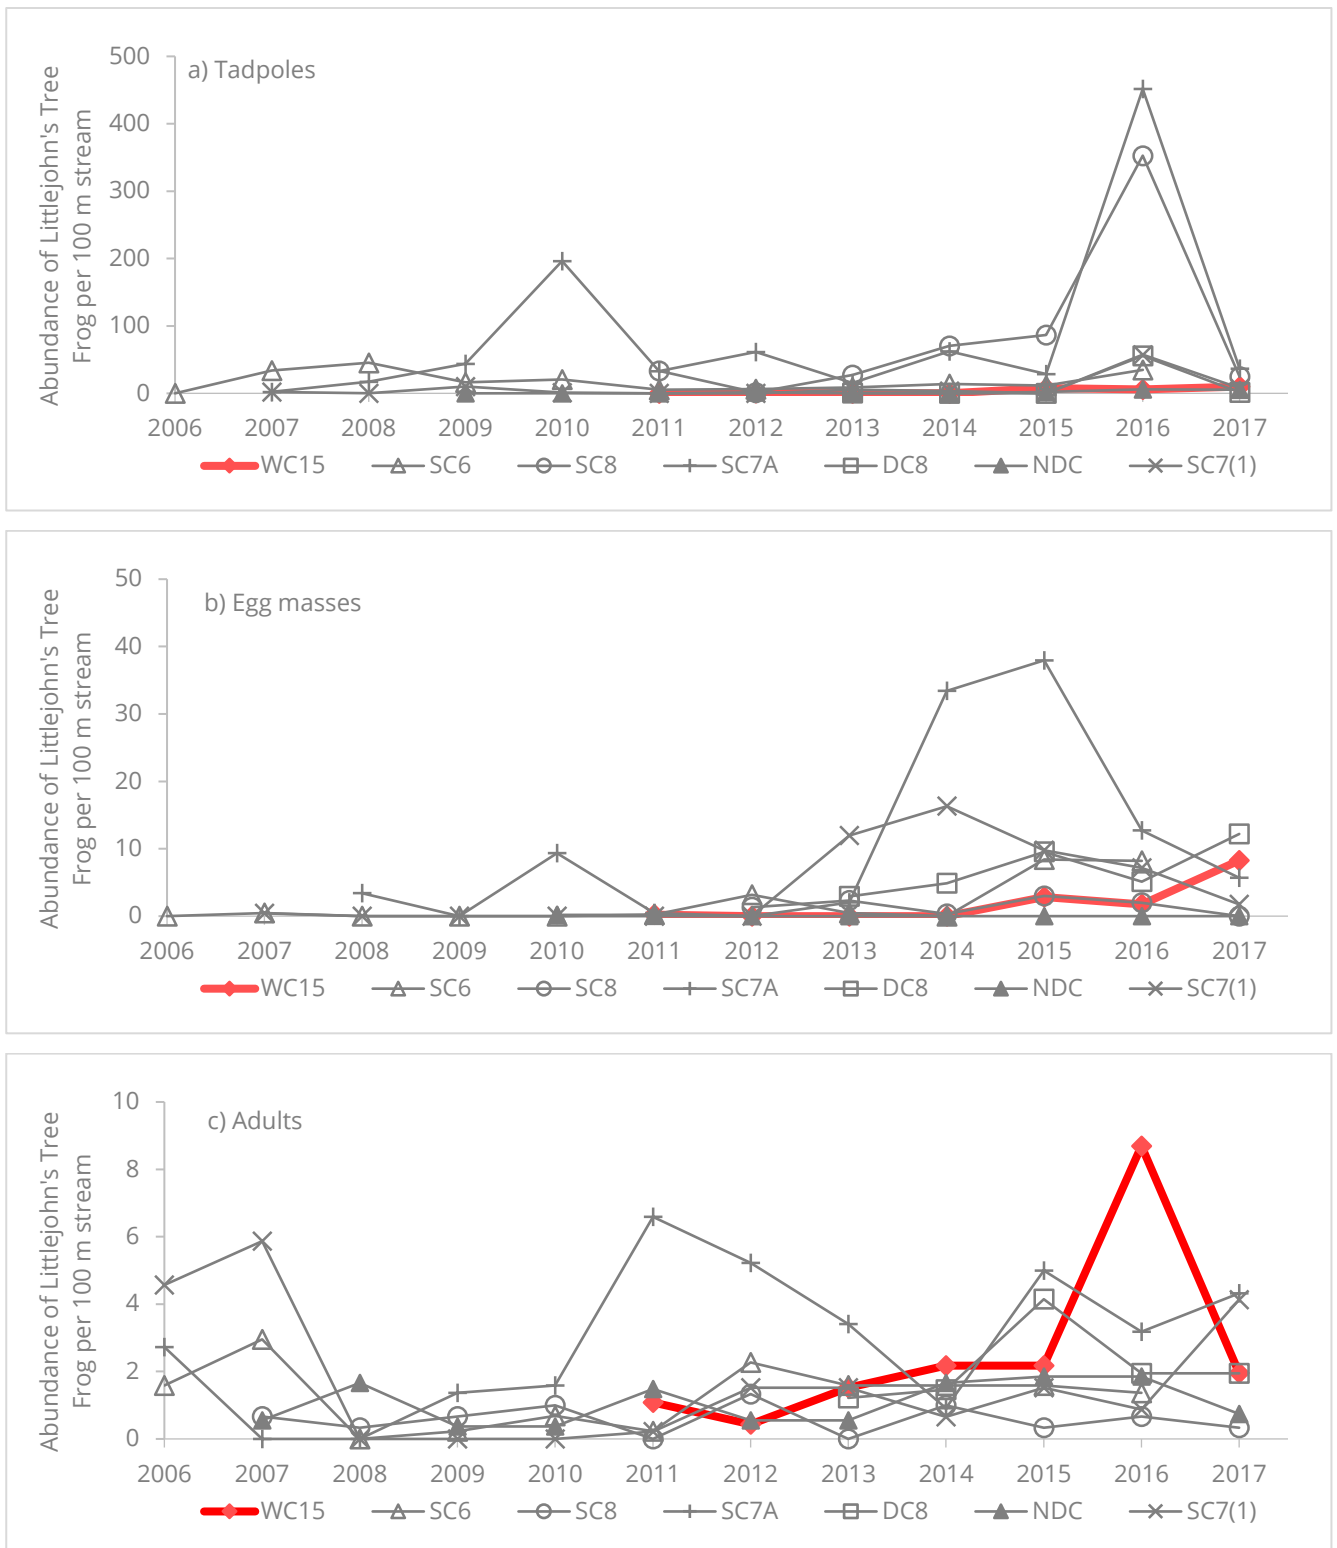 Abundance of Littlejohn's Tree
Frog per 100 m stream
a) Tadpoles
500
400
300
200
100
0
2006 2007 2008 2009 2010 2011 2012 2013 2014 2015 2016 2017
WC15 SC6 SC8 SC7A DC8 NDC SC7(1)
Abundance of Littlejohn's Tree
Frog per 100 m stream
b) Egg masses
50
40
30
20
10
0
2006 2007 2008 2009 2010 2011 2012 2013 2014 2015 2016 2017
WC15 SC6 SC8 SC7A DC8 NDC SC7(1)
Abundance of Littlejohn's Tree
Frog per 100 m stream
c) Adults
10
8
6
4
2
0
2006 2007 2008 2009 2010 2011 2012 2013 2014 2015 2016 2017
WC15 SC6 SC8 SC7A DC8 NDC SC7(1)